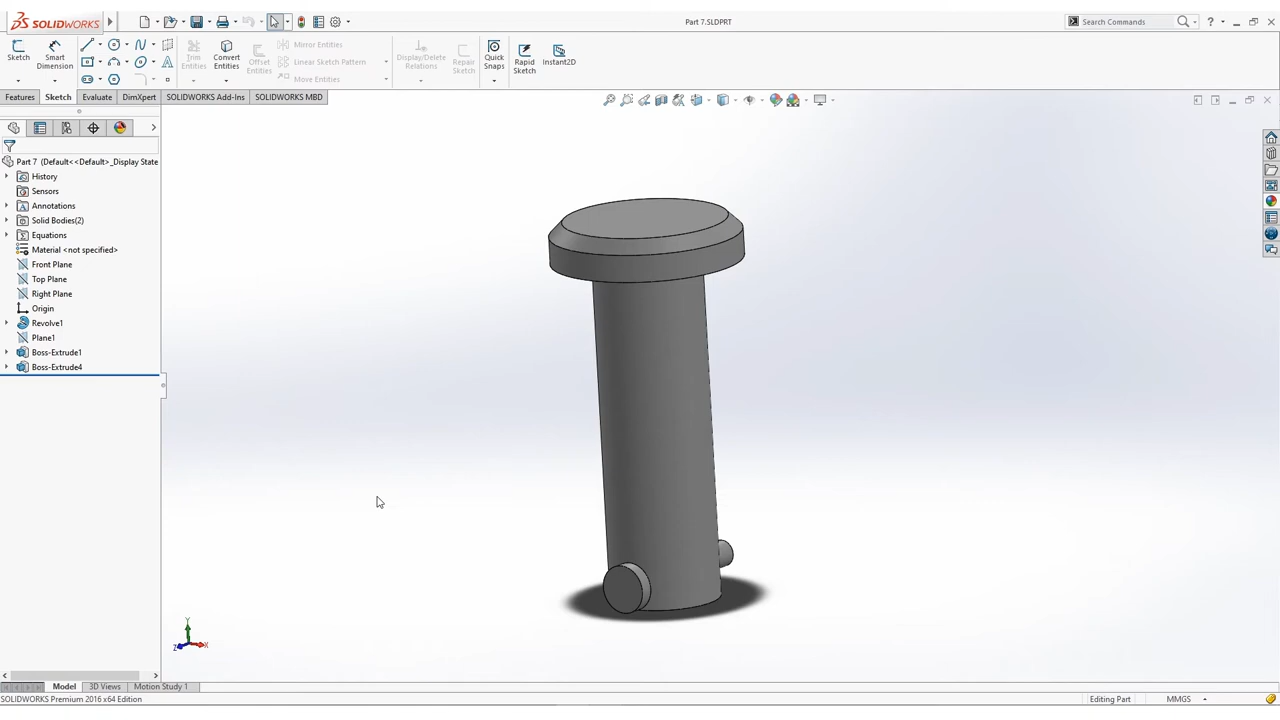 SOLIDWORKS
Part 7.SLDPRT
Search Commands
?
Sketch
Smart Dimension
Trim Entities
Convert Entities
Offset Entities
Mirror Entities
Linear Sketch Pattern
Move Entities
Display/Delete Relations
Repair Sketch
Quick Snaps
Rapid Sketch
Instant2D
Features
Sketch
Evaluate
DimXpert
SOLIDWORKS Add-Ins
SOLIDWORKS MBD
Part 7 (Default<<Default>_Display State
History
Sensors
Annotations
Solid Bodies(2)
Equations
Material <not specified>
Front Plane
Top Plane
Right Plane
Origin
Revolve1
Plane1
Boss-Extrude1
Boss-Extrude4
Y
Z
X
Model
3D Views
Motion Study 1
SOLIDWORKS Premium 2016 x64 Edition
Editing Part
MMGS